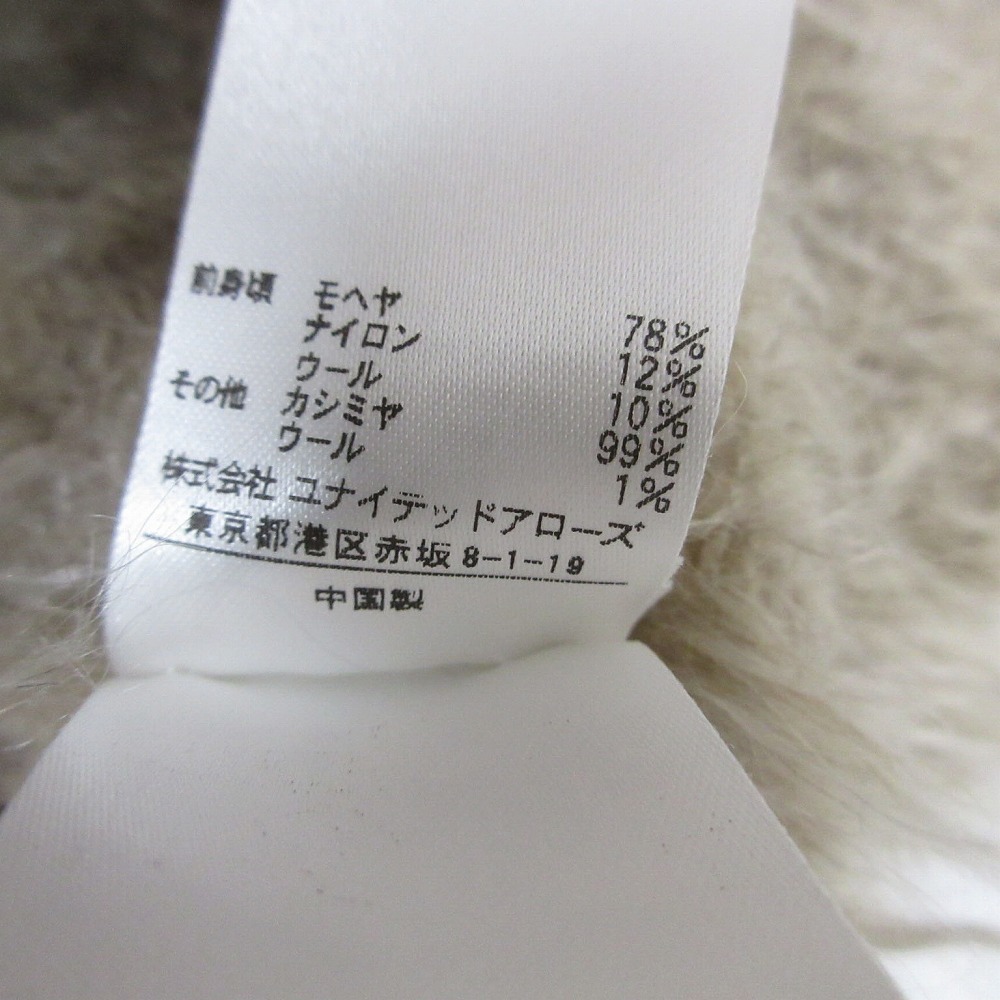 前身頃 モヘヤ 78%
ナイロン 12%
ウール 10%
その他 カシミヤ 99%
ウール 1%
株式会社 ユナイテッドアローズ
東京都港区赤坂8-1-19
中国製